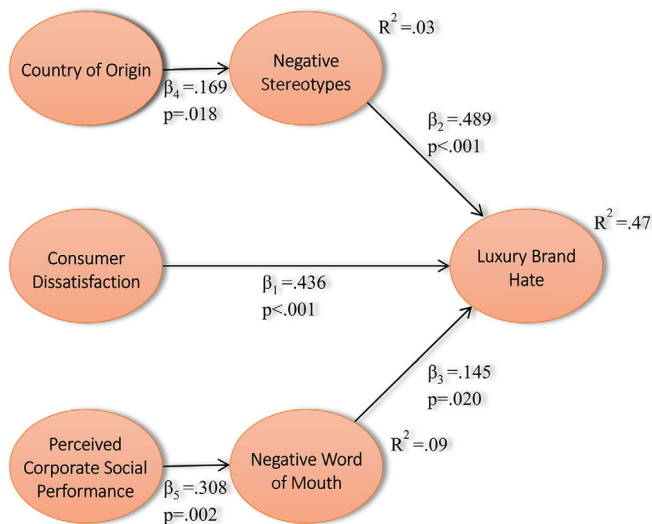 R² =.03
Country of Origin
Negative
Stereotypes
β₄ =.169
p=.018
β₂ =.489
p<.001
R² =.47
Consumer
Dissatisfaction
Luxury Brand
Hate
β₁ =.436
p<.001
β₃ =.145
p=.020
Perceived
Corporate Social
Performance
Negative Word
of Mouth
R² =.09
β₅ =.308
p=.002